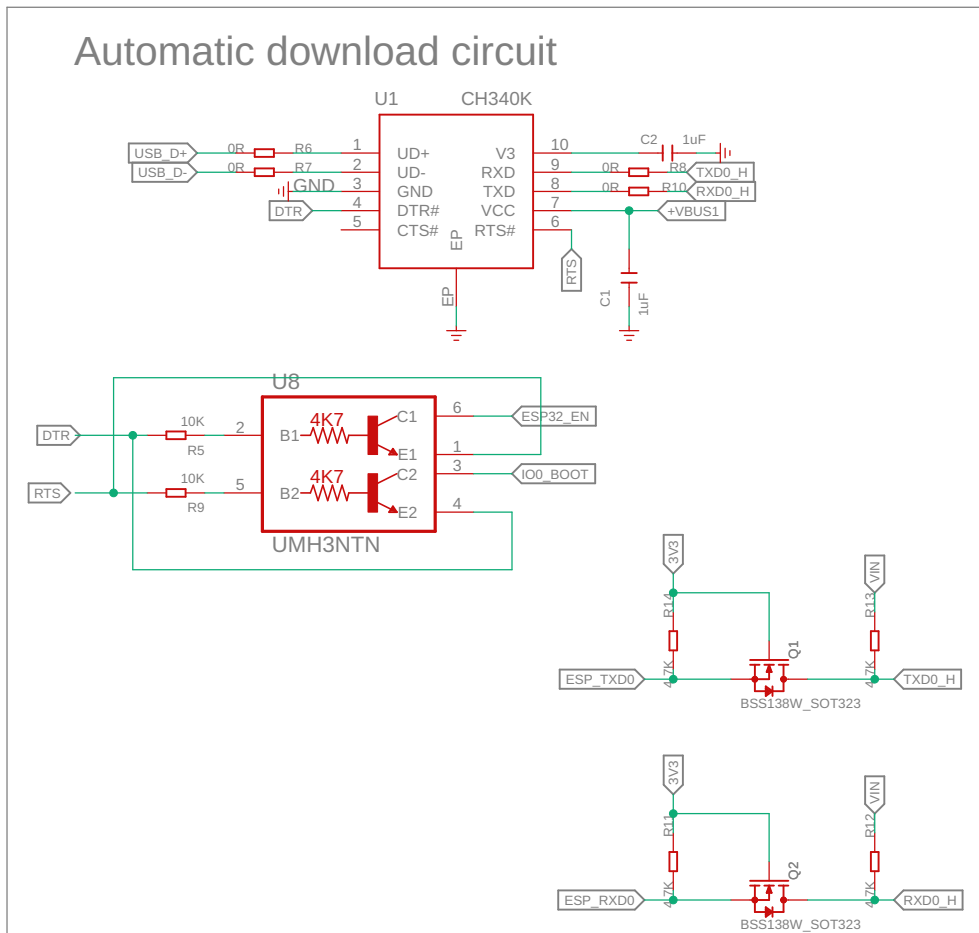 Automatic download circuit
U1 CH340K
USB_D+ 0R R6 1 UD+ V3 10 C2 1uF
USB_D- 0R R7 2 UD- RXD 9 0R R8 TXD0_H
GND 3 GND TXD 8 0R R10 RXD0_H
DTR 4 DTR# VCC 7 +VBUS1
5 CTS# RTS# 6
EP
RTS
EP
C1 1uF
U8
DTR 10K R5 2 B1 4K7 C1 6 ESP32_EN
E1 1
RTS 10K R9 5 B2 4K7 C2 3 IO0_BOOT
E2 4
UMH3NTN
3V3 VIN
R14 R13
4.7K Q1 4.7K
ESP_TXD0 TXD0_H
BSS138W_SOT323
3V3 VIN
R11 R12
4.7K Q2 4.7K
ESP_RXD0 RXD0_H
BSS138W_SOT323